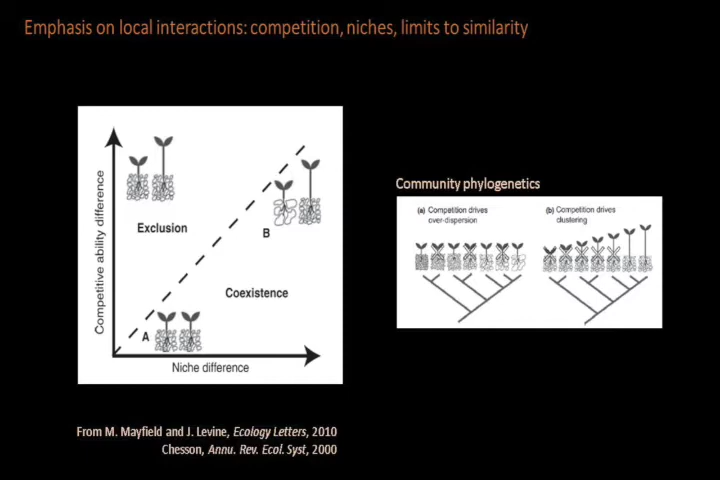 Emphasis on local interactions: competition, niches, limits to similarity
Competitive ability difference
Exclusion
B
Coexistence
A
Niche difference
Community phylogenetics
(a) Competition drives
over-dispersion
(b) Competition drives
clustering
From M. Mayfield and J. Levine, Ecology Letters, 2010
Chesson, Annu. Rev. Ecol. Syst, 2000